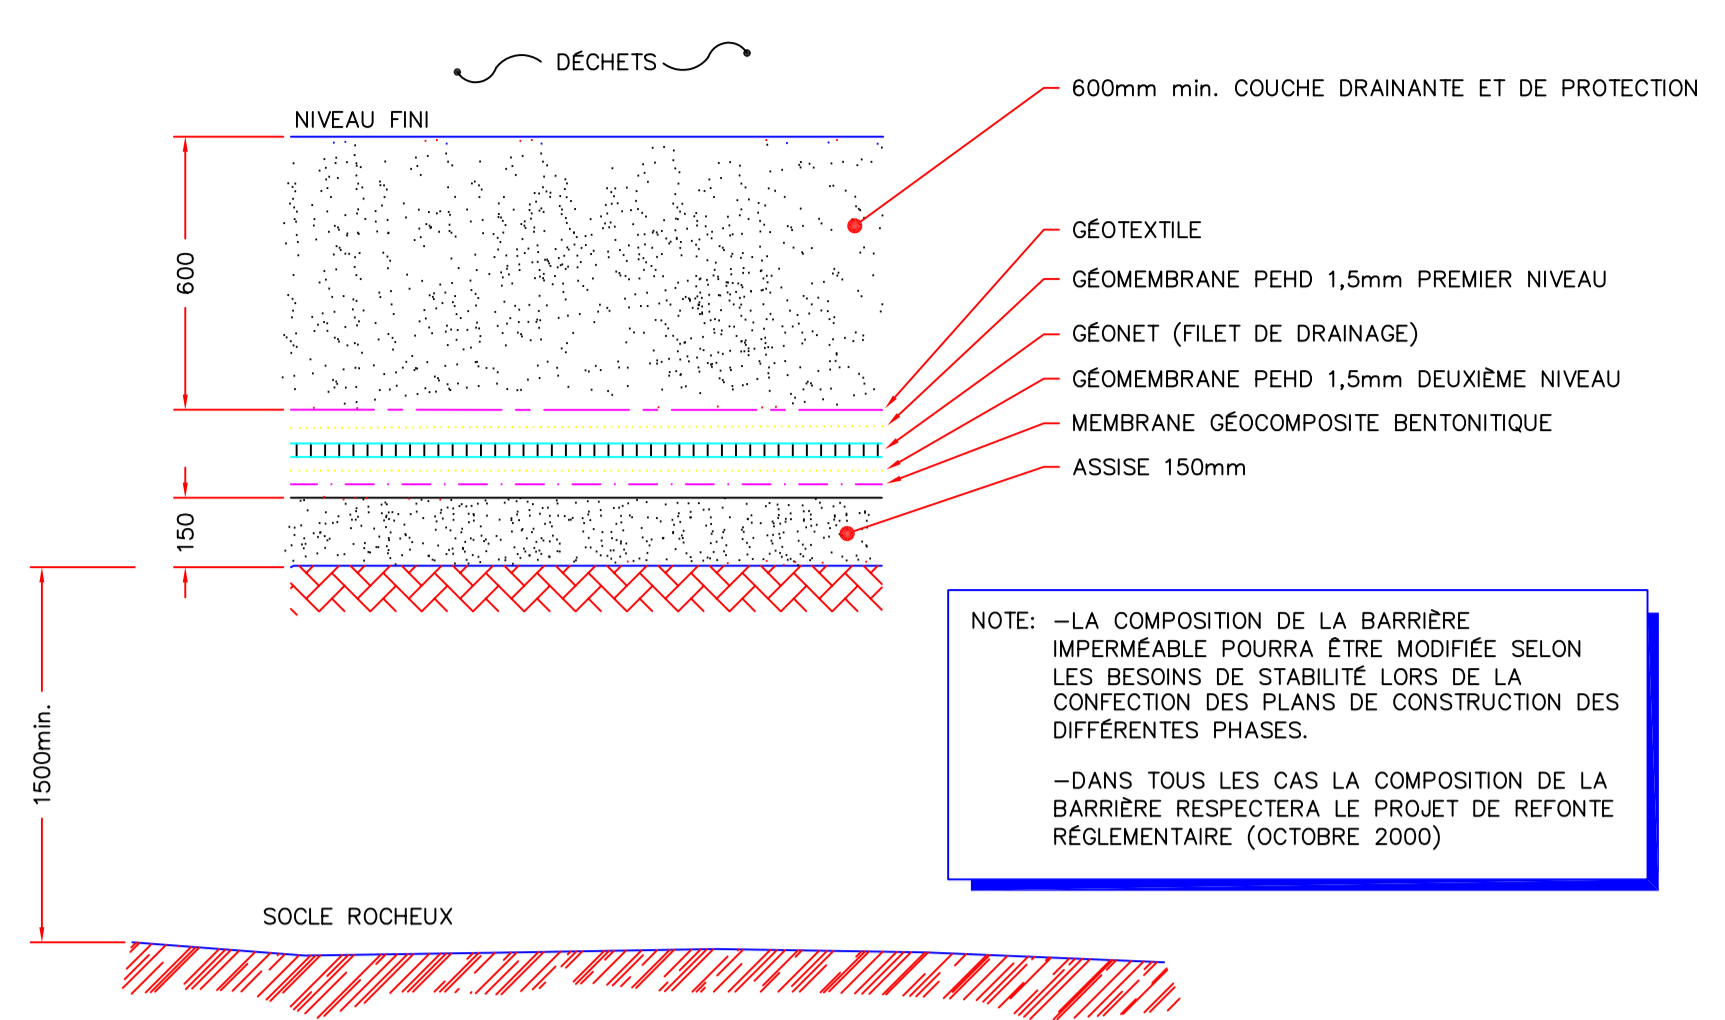 DÉCHETS
600mm min. COUCHE DRAINANTE ET DE PROTECTION
NIVEAU FINI
600
GÉOTEXTILE
GÉOMEMBRANE PEHD 1,5mm PREMIER NIVEAU
GÉONET (FILET DE DRAINAGE)
GÉOMEMBRANE PEHD 1,5mm DEUXIÈME NIVEAU
MEMBRANE GÉOCOMPOSITE BENTONITIQUE
ASSISE 150mm
150
1500min.
NOTE: -LA COMPOSITION DE LA BARRIÈRE
IMPERMÉABLE POURRA ÊTRE MODIFIÉE SELON
LES BESOINS DE STABILITÉ LORS DE LA
CONFECTION DES PLANS DE CONSTRUCTION DES
DIFFÉRENTES PHASES.
-DANS TOUS LES CAS LA COMPOSITION DE LA
BARRIÈRE RESPECTERA LE PROJET DE REFONTE
RÉGLEMENTAIRE (OCTOBRE 2000)
SOCLE ROCHEUX